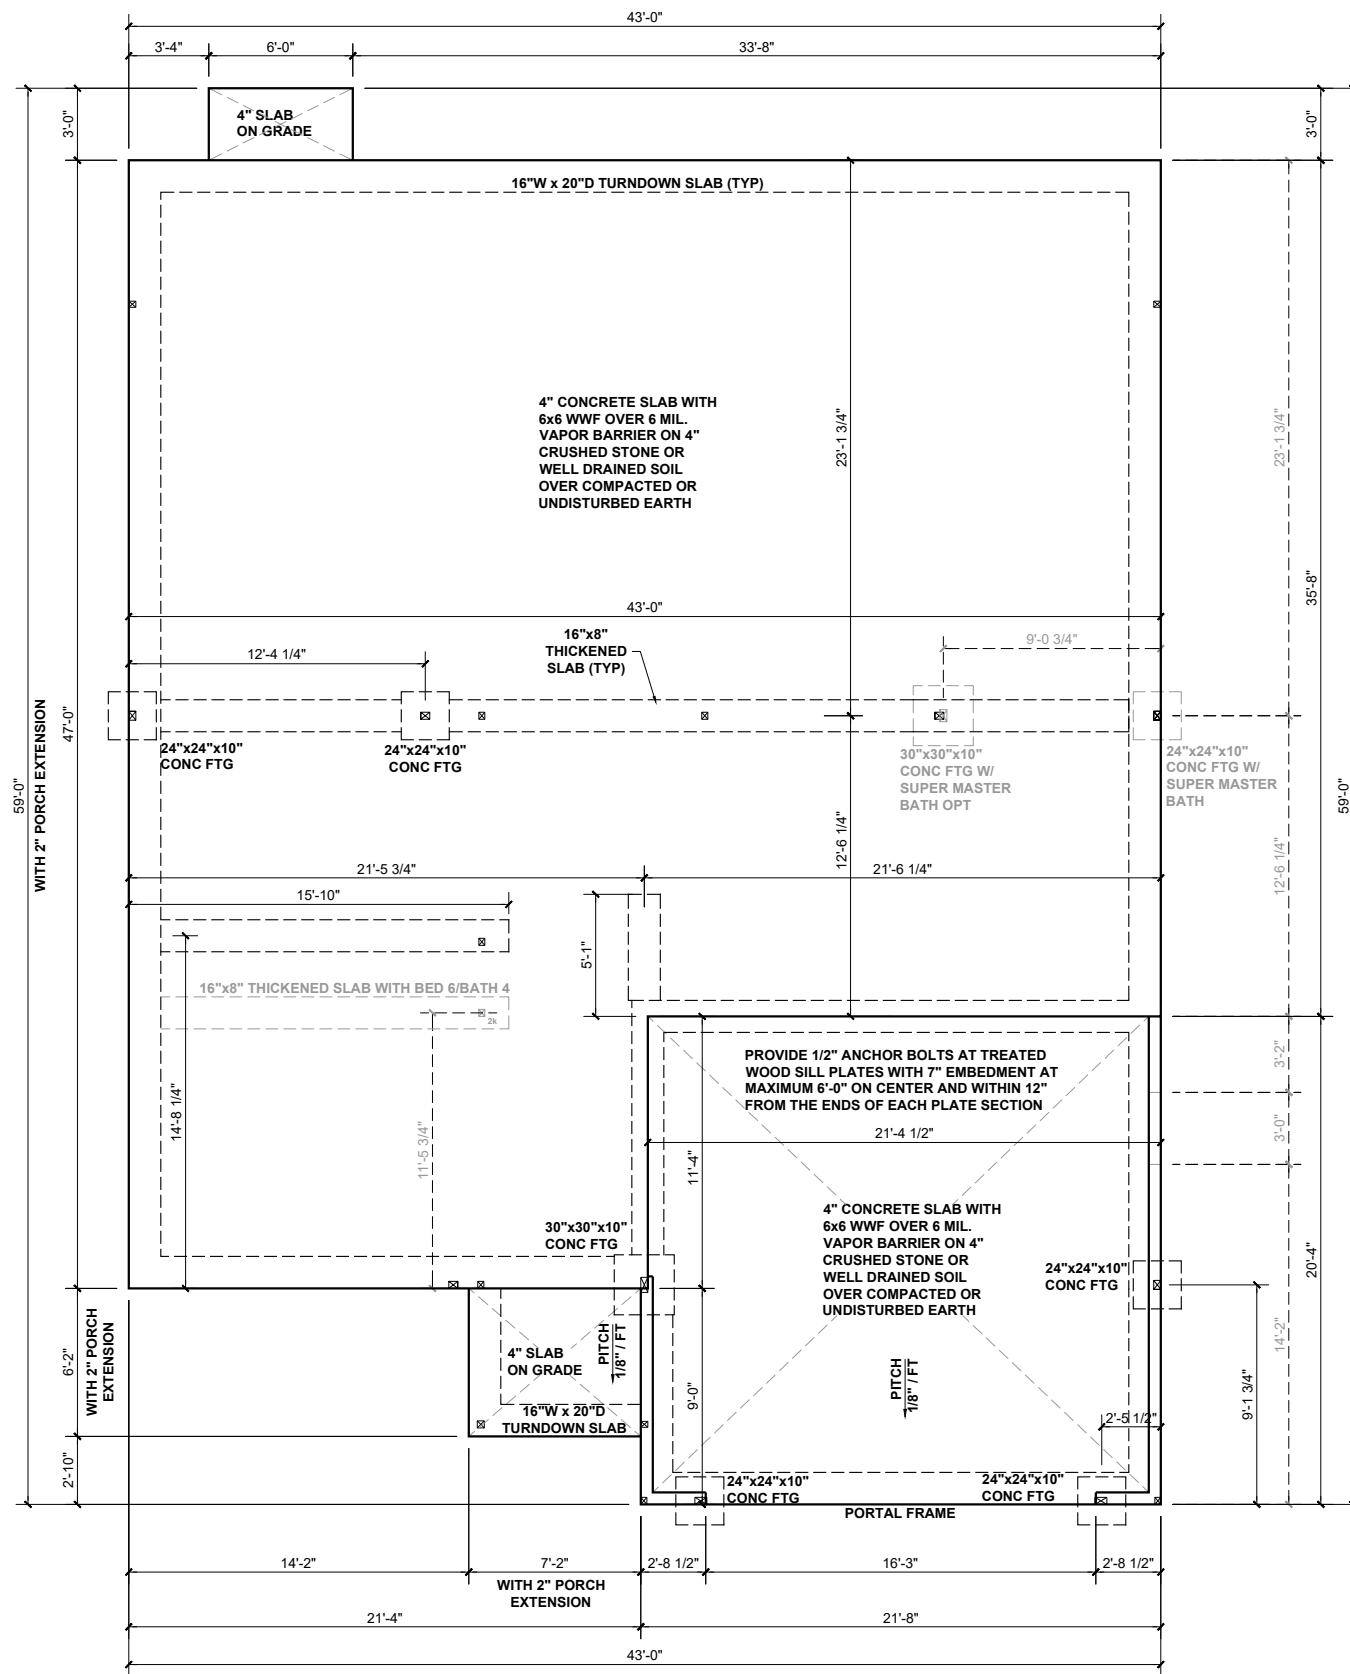 43'-0"
3'-4"
6'-0"
33'-8"
3'-0"
4" SLAB
ON GRADE
3'-0"
16"W x 20"D TURNDOWN SLAB (TYP)
4" CONCRETE SLAB WITH
6x6 WWF OVER 6 MIL.
VAPOR BARRIER ON 4"
CRUSHED STONE OR
WELL DRAINED SOIL
OVER COMPACTED OR
UNDISTURBED EARTH
23'-1 3/4"
23'-1 3/4"
35'-8"
43'-0"
12'-4 1/4"
16"x8"
THICKENED
SLAB (TYP)
9'-0 3/4"
59'-0"
WITH 2" PORCH EXTENSION
47'-0"
24"x24"x10"
CONC FTG
24"x24"x10"
CONC FTG
30"x30"x10"
CONC FTG W/
SUPER MASTER
BATH OPT
24"x24"x10"
CONC FTG W/
SUPER MASTER
BATH
59'-0"
12'-6 1/4"
12'-6 1/4"
21'-5 3/4"
21'-6 1/4"
15'-10"
5'-1"
16"x8" THICKENED SLAB WITH BED 6/BATH 4
2k
14'-8 1/4"
11'-5 3/4"
PROVIDE 1/2" ANCHOR BOLTS AT TREATED
WOOD SILL PLATES WITH 7" EMBEDMENT AT
MAXIMUM 6'-0" ON CENTER AND WITHIN 12"
FROM THE ENDS OF EACH PLATE SECTION
3'-2"
3'-0"
21'-4 1/2"
11'-4"
4" CONCRETE SLAB WITH
6x6 WWF OVER 6 MIL.
VAPOR BARRIER ON 4"
CRUSHED STONE OR
WELL DRAINED SOIL
OVER COMPACTED OR
UNDISTURBED EARTH
30"x30"x10"
CONC FTG
24"x24"x10"
CONC FTG
20'-4"
14'-2"
6'-2"
WITH 2" PORCH
EXTENSION
4" SLAB
ON GRADE
PITCH
1/8" / FT
PITCH
1/8" / FT
9'-0"
9'-1 3/4"
2'-5 1/2"
16"W x 20"D
TURNDOWN SLAB
2'-10"
24"x24"x10"
CONC FTG
24"x24"x10"
CONC FTG
PORTAL FRAME
14'-2"
7'-2"
2'-8 1/2"
16'-3"
2'-8 1/2"
WITH 2" PORCH
EXTENSION
21'-4"
21'-8"
43'-0"